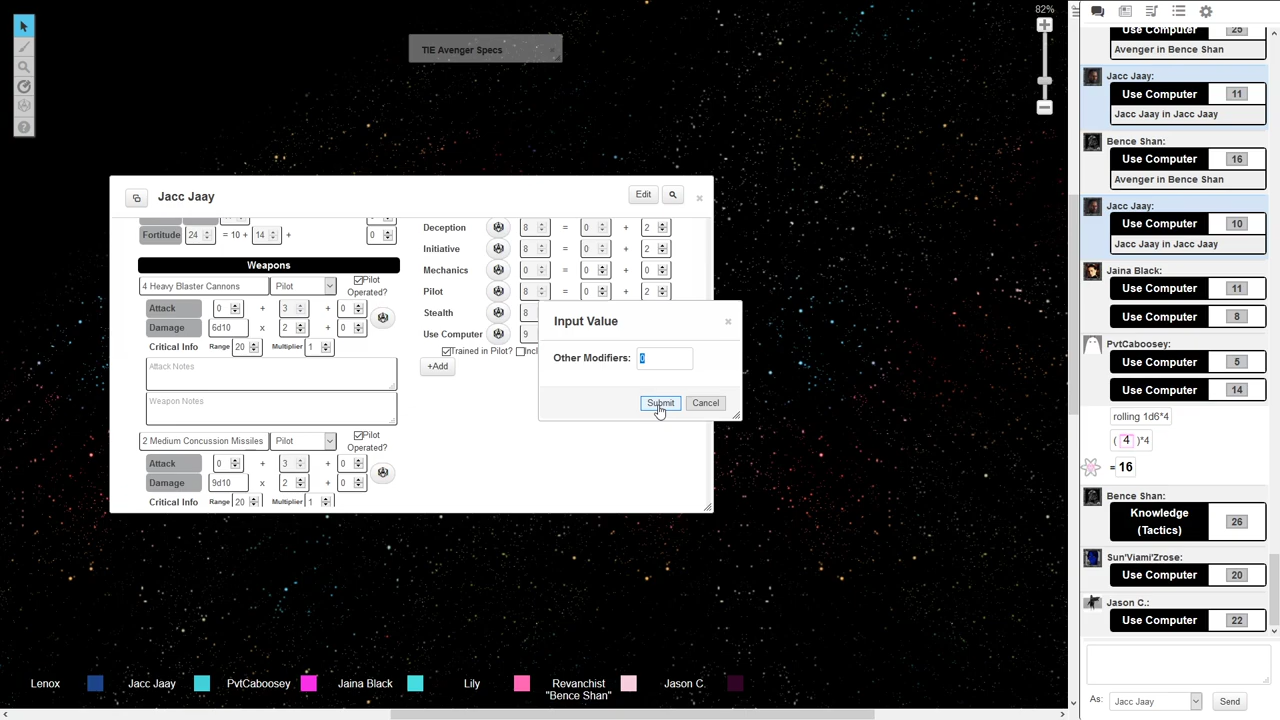 82%
TIE Avenger Specs
Use Computer 25
Avenger in Bence Shan
Jacc Jaay:
Use Computer 11
Jacc Jaay in Jacc Jaay
Bence Shan:
Use Computer 16
Avenger in Bence Shan
Jacc Jaay:
Use Computer 10
Jacc Jaay in Jacc Jaay
Jaina Black:
Use Computer 11
Use Computer 8
PvtCaboosey:
Use Computer 5
Use Computer 14
rolling 1d6*4
( 4 )*4
= 16
Bence Shan:
Knowledge (Tactics) 26
Sun'Viami'Zrose:
Use Computer 20
Jason C.:
Use Computer 22
As: Jacc Jaay Send
Jacc Jaay Edit
Fortitude 24 = 10 + 14 + 0
Weapons
4 Heavy Blaster Cannons Pilot Pilot Operated?
Attack 0 + 3 + 0
Damage 6d10 x 2 + 0
Critical Info Range 20 Multiplier 1
Attack Notes
Weapon Notes
2 Medium Concussion Missiles Pilot Pilot Operated?
Attack 0 + 3 + 0
Damage 9d10 x 2 + 0
Critical Info Range 20 Multiplier 1
Deception 8 = 0 + 2
Initiative 8 = 0 + 2
Mechanics 0 = 0 + 0
Pilot 8 = 0 + 2
Stealth 8
Use Computer 9
Trained in Pilot? Incl
+Add
Input Value
Other Modifiers: 0
Submit Cancel
Lenox Jacc Jaay PvtCaboosey Jaina Black Lily Revanchist "Bence Shan" Jason C.